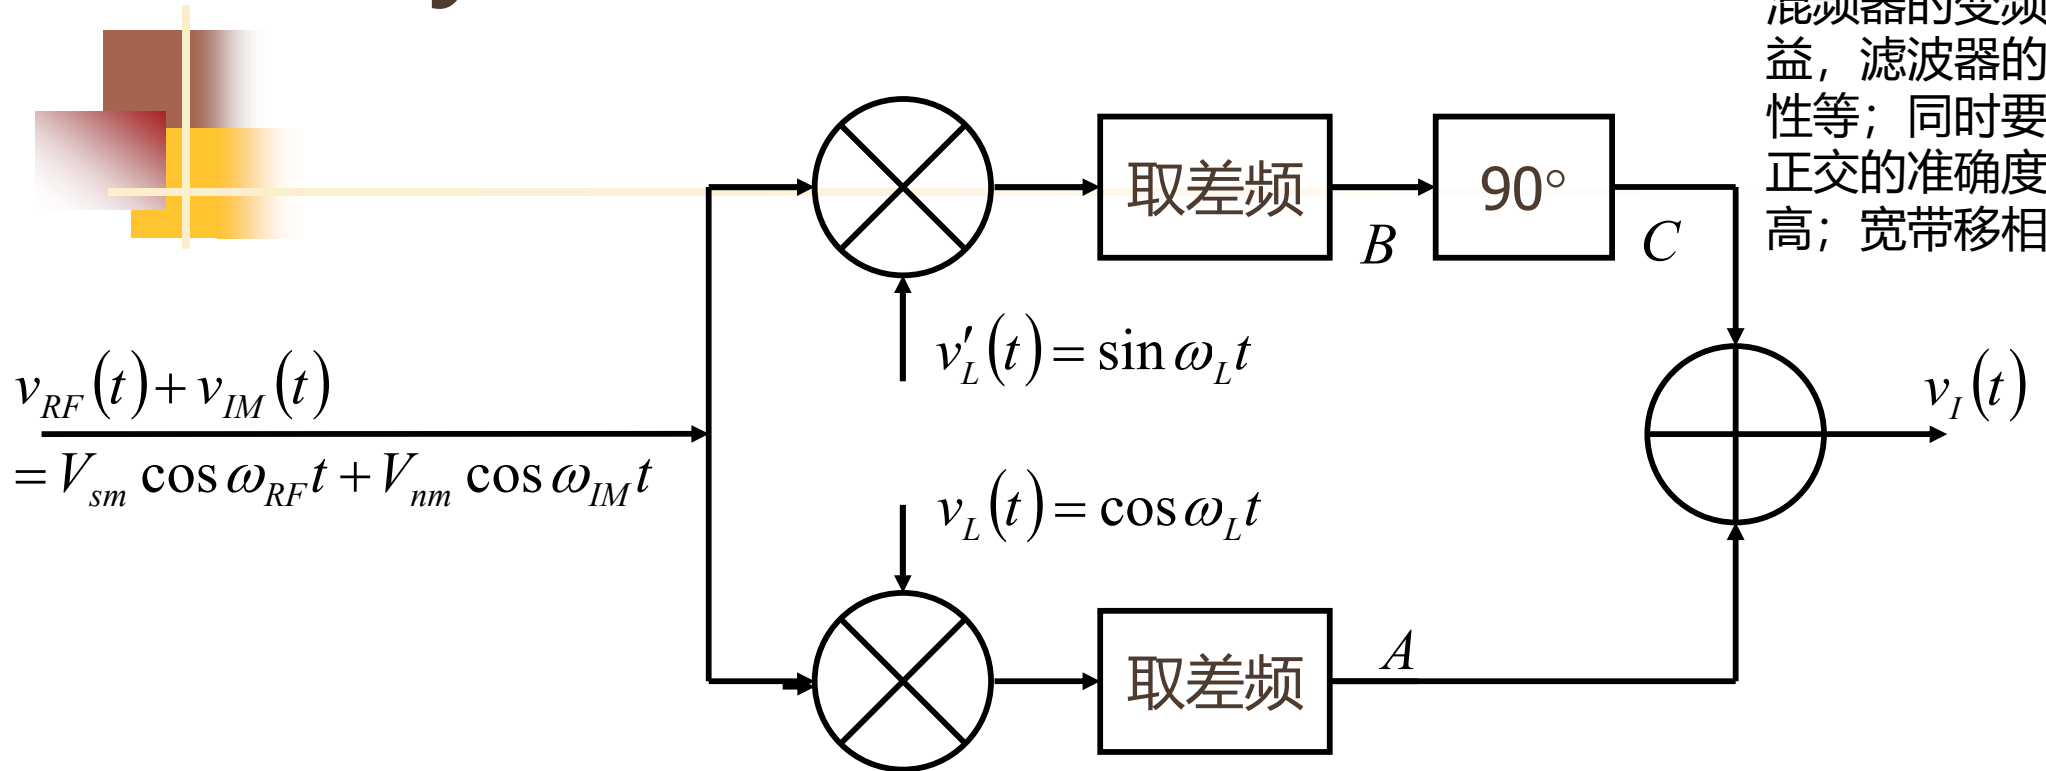 y
混频器的变频
益，滤波器的
性等；同时要
正交的准确度
高；宽带移相
取差频
90°
B
C
v′_L(t) = sin ω_L t
v_RF(t) + v_IM(t)
= V_sm cos ω_RF t + V_nm cos ω_IM t
v_I(t)
v_L(t) = cos ω_L t
取差频
A